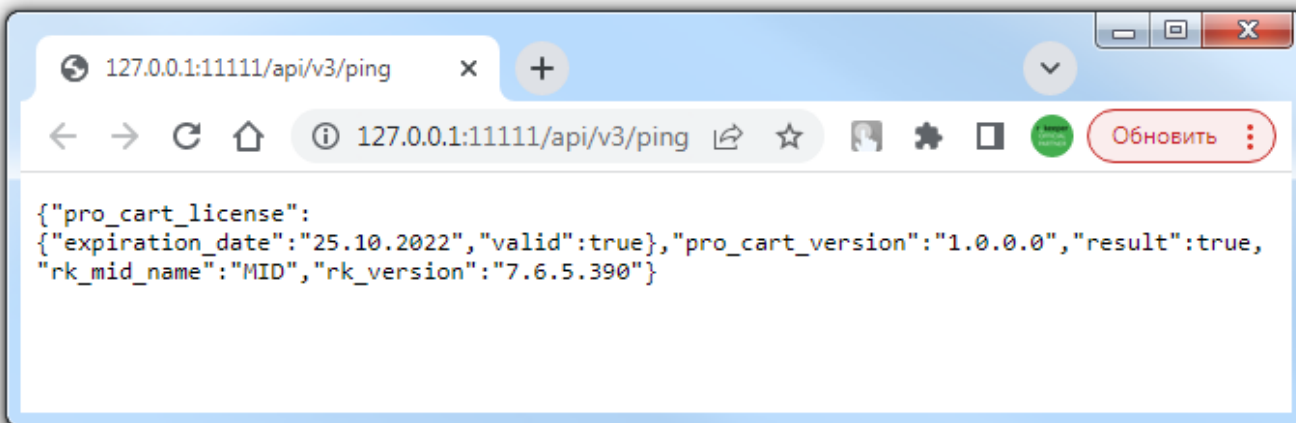 127.0.0.1:11111/api/v3/ping
127.0.0.1:11111/api/v3/ping
Обновить
{"pro_cart_license":
{"expiration_date":"25.10.2022","valid":true},"pro_cart_version":"1.0.0.0","result":true,
"rk_mid_name":"MID","rk_version":"7.6.5.390"}